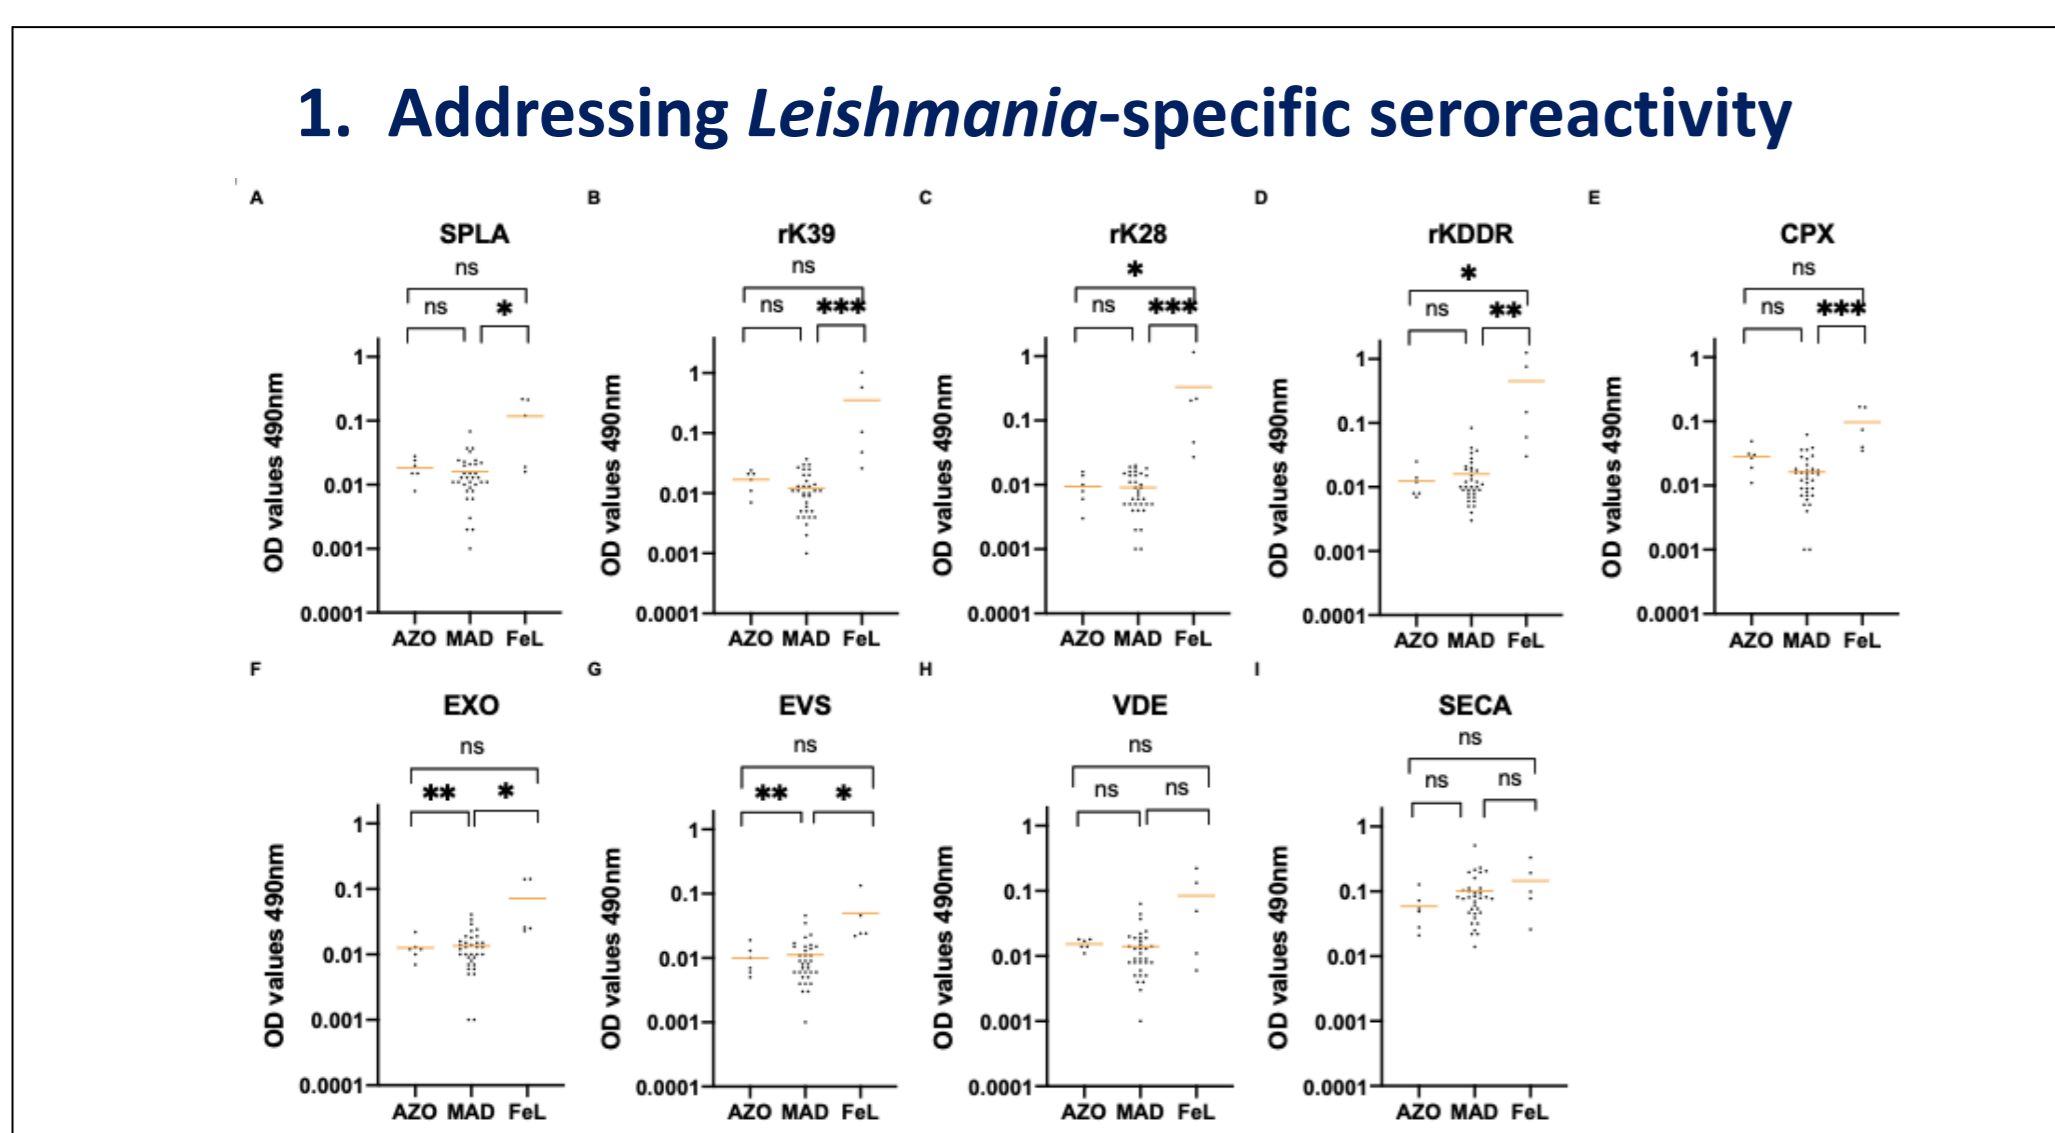 1. Addressing Leishmania-specific seroreactivity
A
SPLA
ns
ns
*
OD values 490nm
1
0.1
0.01
0.001
0.0001
AZO MAD FeL
B
rK39
ns
ns
***
OD values 490nm
1
0.1
0.01
0.001
0.0001
AZO MAD FeL
C
rK28
*
ns
***
OD values 490nm
1
0.1
0.01
0.001
0.0001
AZO MAD FeL
D
rKDDR
*
ns
**
OD values 490nm
1
0.1
0.01
0.001
0.0001
AZO MAD FeL
E
CPX
ns
ns
***
OD values 490nm
1
0.1
0.01
0.001
0.0001
AZO MAD FeL
F
EXO
ns
**
*
OD values 490nm
1
0.1
0.01
0.001
0.0001
AZO MAD FeL
G
EVS
ns
**
*
OD values 490nm
1
0.1
0.01
0.001
0.0001
AZO MAD FeL
H
VDE
ns
ns
ns
OD values 490nm
1
0.1
0.01
0.001
0.0001
AZO MAD FeL
I
SECA
ns
ns
ns
OD values 490nm
1
0.1
0.01
0.001
0.0001
AZO MAD FeL